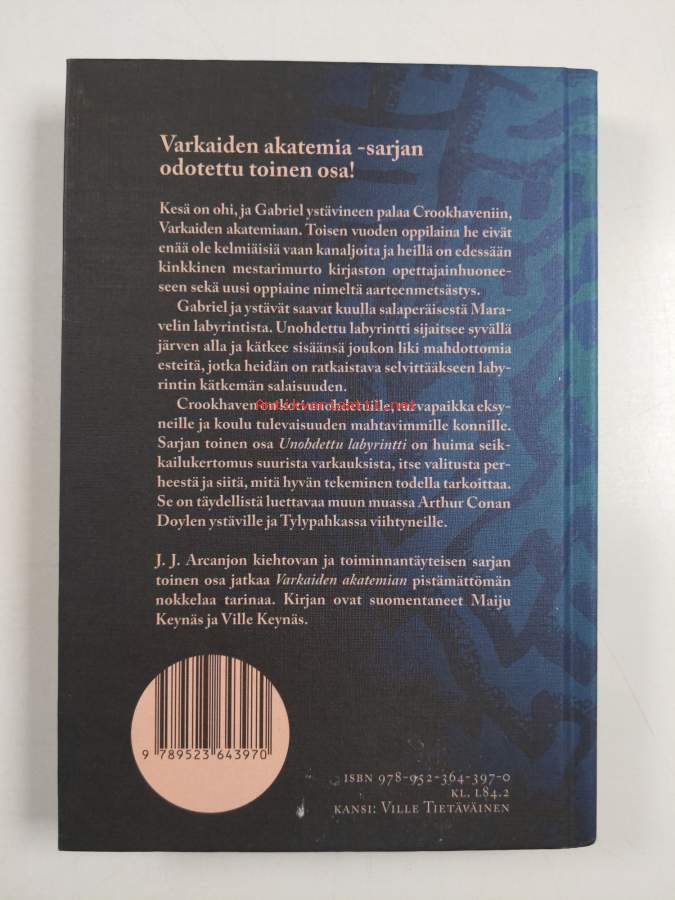 Varkaiden akatemia -sarjan
odotettu toinen osa!
Kesä on ohi, ja Gabriel ystävineen palaa Crookhaveniin,
Varkaiden akatemiaan. Toisen vuoden oppilaina he eivät
enää ole kelmiäisiä vaan kanaljoita ja heillä on edessään
kinkkinen mestarimurto kirjaston opettajainhuonee-
seen sekä uusi oppiaine nimeltä aarteenmetsästys.
Gabriel ja ystävät saavat kuulla salaperäisestä Mara-
velin labyrintista. Unohdettu labyrintti sijaitsee syvällä
järven alla ja kätkee sisäänsä joukon liki mahdottomia
esteitä, jotka heidän on ratkaistava selvittääkseen laby-
rintin kätkemän salaisuuden.
Crookhaven on turvapaikka eksy-
neille ja koulu tulevaisuuden mahtavimmille konnille.
Sarjan toinen osa Unohdettu labyrintti on huima seik-
kailukertomus suurista varkauksista, itse valitusta per-
heestä ja siitä, mitä hyvän tekeminen todella tarkoittaa.
Se on täydellistä luettavaa muun muassa Arthur Conan
Doylen ystäville ja Tylypahkassa viihtyneille.
J. J. Arcanjon kiehtovan ja toiminnantäyteisen sarjan
toinen osa jatkaa Varkaiden akatemian pistämättömän
nokkelaa tarinaa. Kirjan ovat suomentaneet Maiju
Keynäs ja Ville Keynäs.
9 789523 643970
ISBN 978-952-364-397-0
KL. L84.2
KANSI: VILLE TIETÄVÄINEN